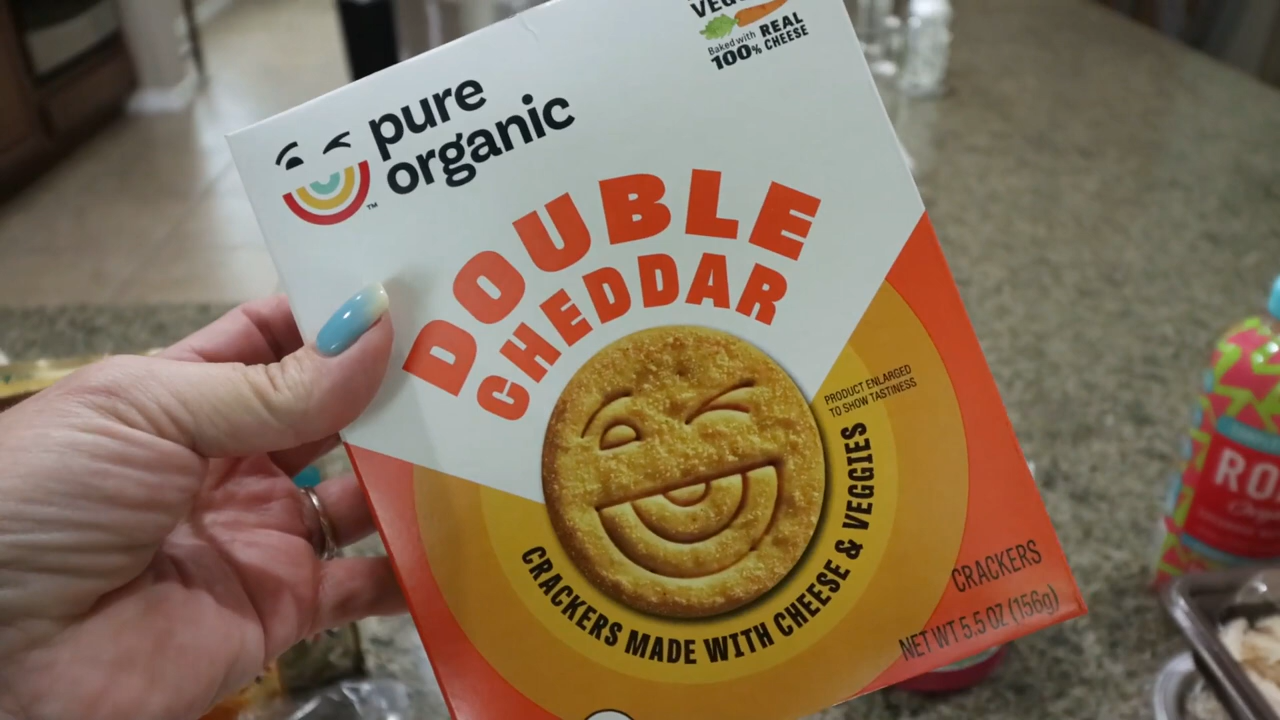 pure
organic
™
Baked with REAL
100% CHEESE
DOUBLE
CHEDDAR
PRODUCT ENLARGED
TO SHOW TASTINESS
CRACKERS MADE WITH CHEESE & VEGGIES
CRACKERS
NET WT 5.5 OZ (156g)